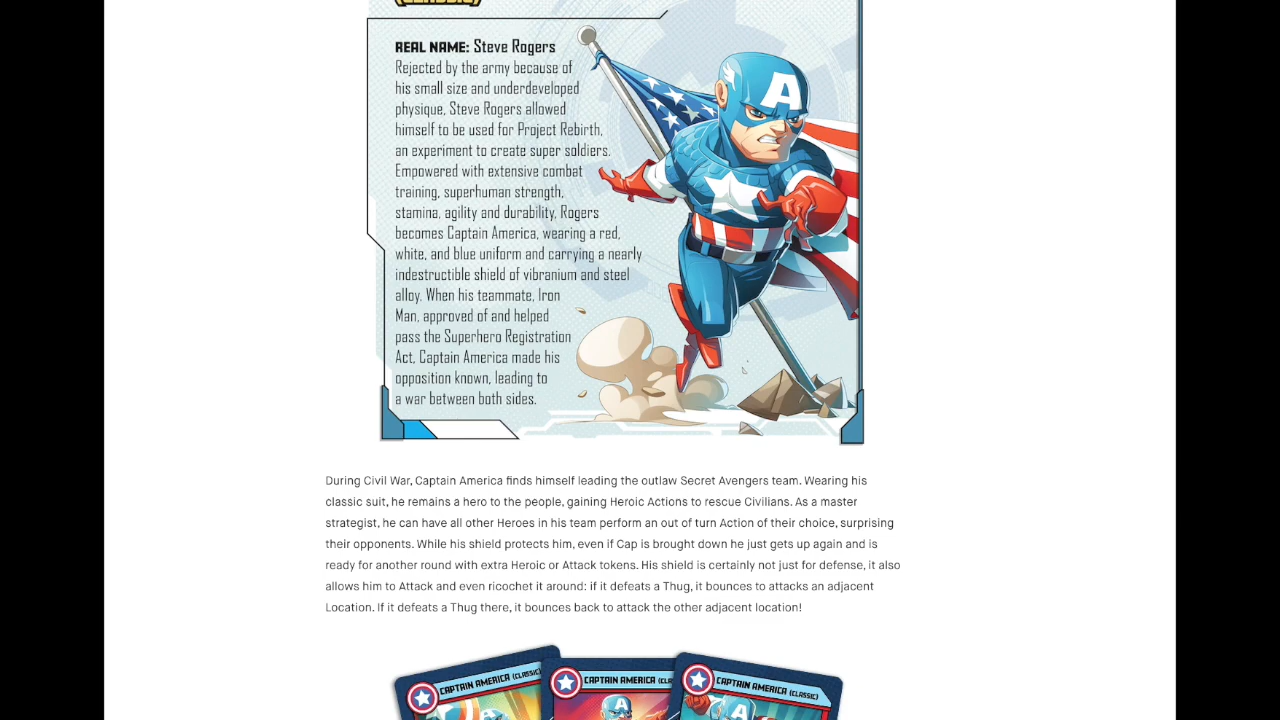 (CLASSIC)
REAL NAME: Steve Rogers
Rejected by the army because of
his small size and underdeveloped
physique, Steve Rogers allowed
himself to be used for Project Rebirth,
an experiment to create super soldiers.
Empowered with extensive combat
training, superhuman strength,
stamina, agility and durability, Rogers
becomes Captain America, wearing a red,
white, and blue uniform and carrying a nearly
indestructible shield of vibranium and steel
alloy. When his teammate, Iron
Man, approved of and helped
pass the Superhero Registration
Act, Captain America made his
opposition known, leading to
a war between both sides.
A
During Civil War, Captain America finds himself leading the outlaw Secret Avengers team. Wearing his
classic suit, he remains a hero to the people, gaining Heroic Actions to rescue Civilians. As a master
strategist, he can have all other Heroes in his team perform an out of turn Action of their choice, surprising
their opponents. While his shield protects him, even if Cap is brought down he just gets up again and is
ready for another round with extra Heroic or Attack tokens. His shield is certainly not just for defense, it also
allows him to Attack and even ricochet it around: if it defeats a Thug, it bounces to attacks an adjacent
Location. If it defeats a Thug there, it bounces back to attack the other adjacent location!
CAPTAIN AMERICA (CLASSIC)
CAPTAIN AMERICA (CLA
CAPTAIN AMERICA (CLASSIC)